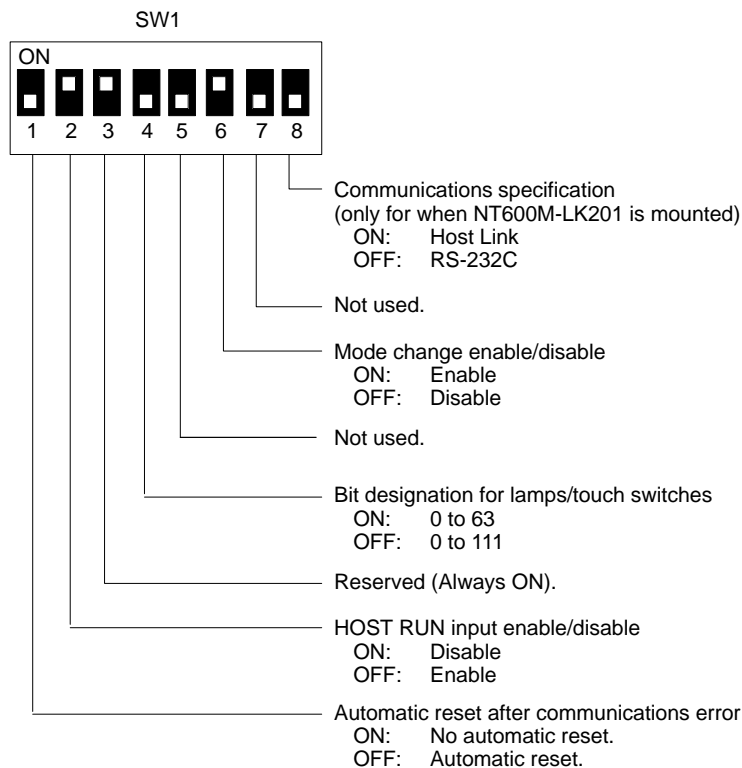 SW1
ON
1 2 3 4 5 6 7 8
Communications specification
(only for when NT600M-LK201 is mounted)
ON: Host Link
OFF: RS-232C
Not used.
Mode change enable/disable
ON: Enable
OFF: Disable
Not used.
Bit designation for lamps/touch switches
ON: 0 to 63
OFF: 0 to 111
Reserved (Always ON).
HOST RUN input enable/disable
ON: Disable
OFF: Enable
Automatic reset after communications error
ON: No automatic reset.
OFF: Automatic reset.